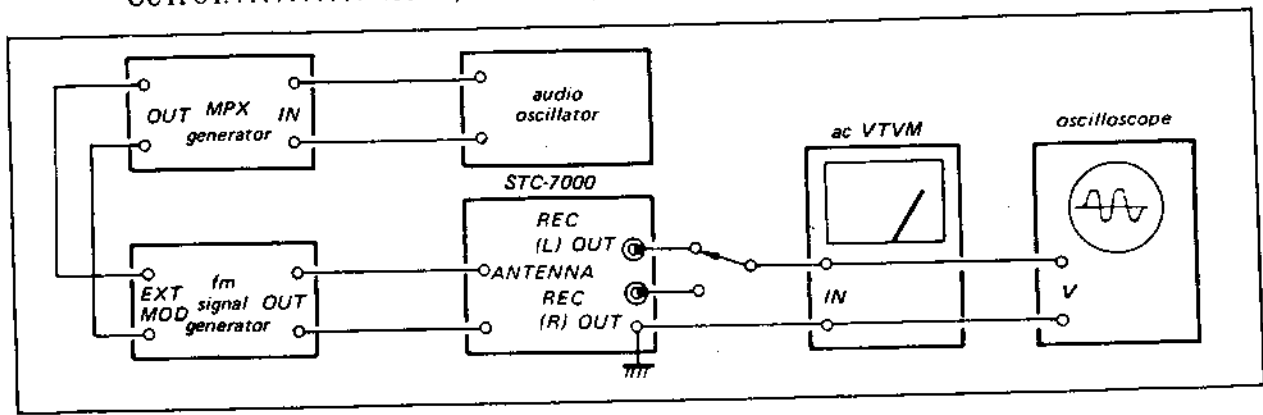 OUT MPX IN
generator
audio
oscillator
STC-7000
REC
(L) OUT
ANTENNA
REC
(R) OUT
EXT
MOD
fm
signal
generator
OUT
ac VTVM
IN
oscilloscope
V